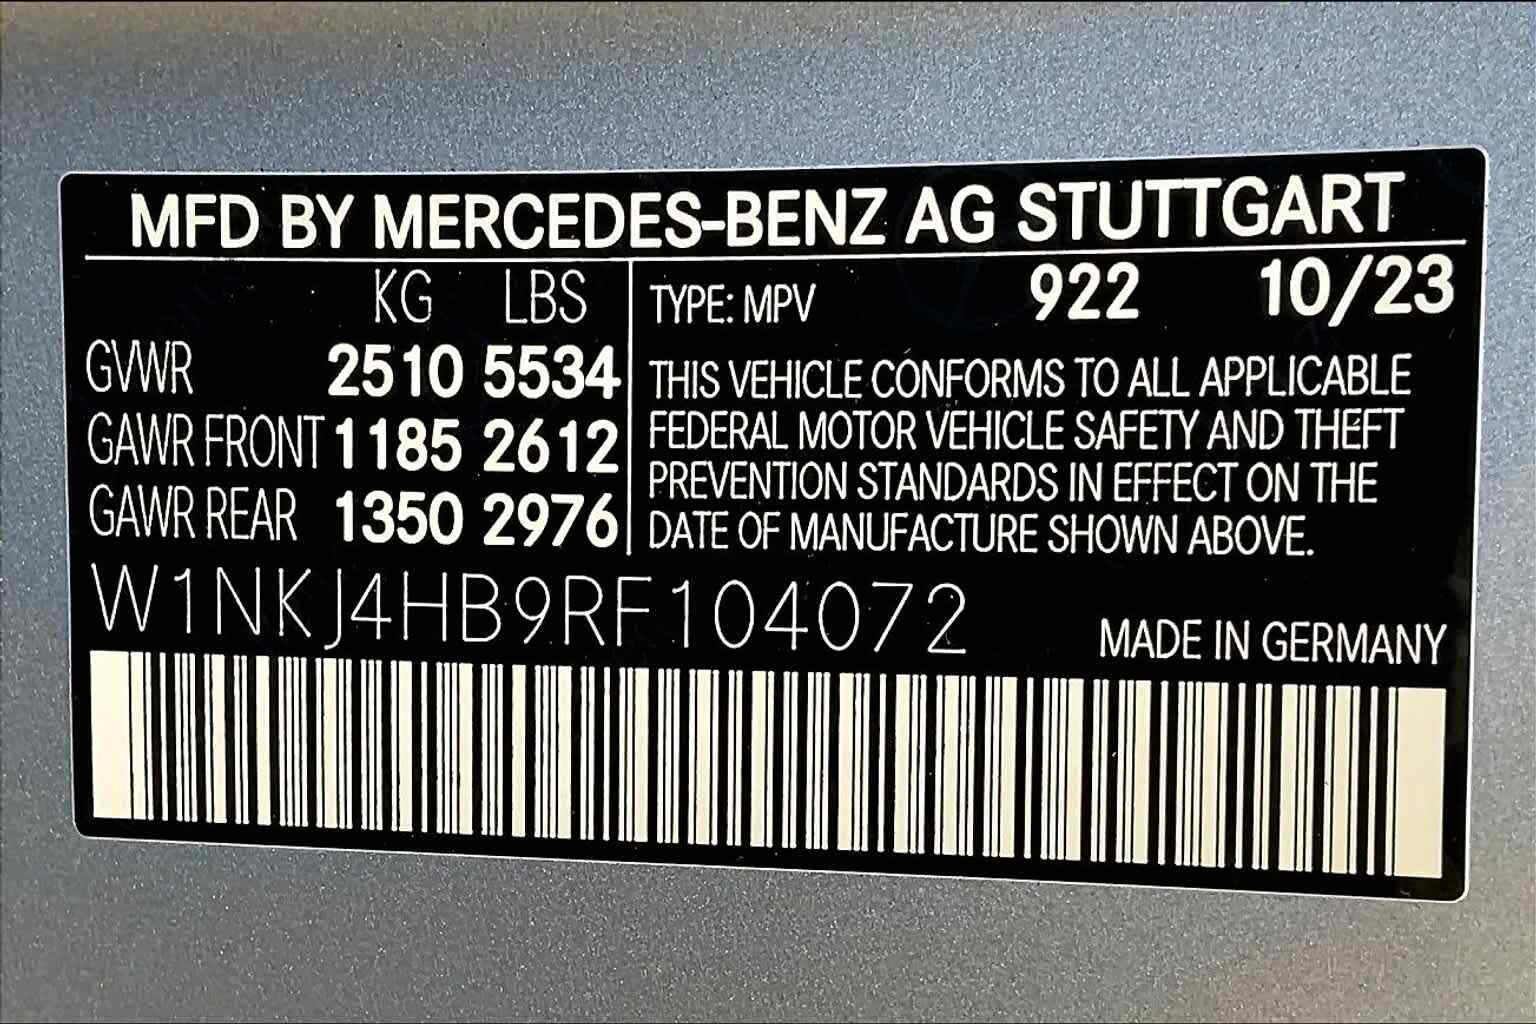 MFD BY MERCEDES-BENZ AG STUTTGART
KG LBS
GVWR 2510 5534
GAWR FRONT 1185 2612
GAWR REAR 1350 2976
TYPE: MPV 922 10/23
THIS VEHICLE CONFORMS TO ALL APPLICABLE
FEDERAL MOTOR VEHICLE SAFETY AND THEFT
PREVENTION STANDARDS IN EFFECT ON THE
DATE OF MANUFACTURE SHOWN ABOVE.
W1NKJ4HB9RF104072
MADE IN GERMANY